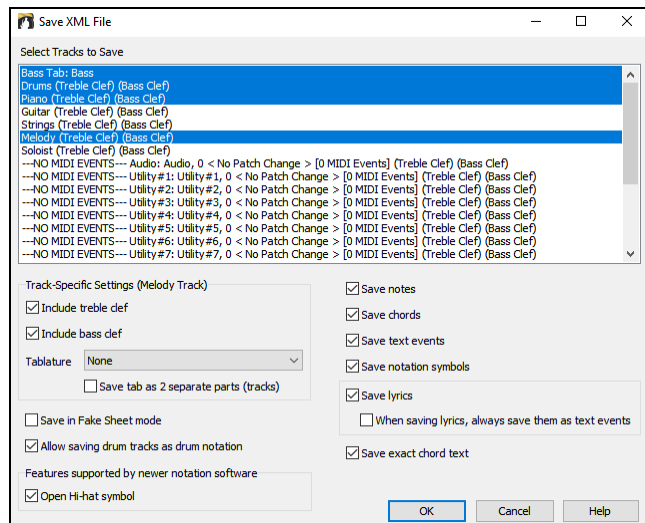 Save XML File
Select Tracks to Save
Bass Tab: Bass
Drums (Treble Clef) (Bass Clef)
Piano (Treble Clef) (Bass Clef)
Guitar (Treble Clef) (Bass Clef)
Strings (Treble Clef) (Bass Clef)
Melody (Treble Clef) (Bass Clef)
Soloist (Treble Clef) (Bass Clef)
---NO MIDI EVENTS--- Audio: Audio, 0 < No Patch Change > [0 MIDI Events] (Treble Clef) (Bass Clef)
---NO MIDI EVENTS--- Utility#1: Utility#1, 0 < No Patch Change > [0 MIDI Events] (Treble Clef) (Bass Clef)
---NO MIDI EVENTS--- Utility#2: Utility#2, 0 < No Patch Change > [0 MIDI Events] (Treble Clef) (Bass Clef)
---NO MIDI EVENTS--- Utility#3: Utility#3, 0 < No Patch Change > [0 MIDI Events] (Treble Clef) (Bass Clef)
---NO MIDI EVENTS--- Utility#4: Utility#4, 0 < No Patch Change > [0 MIDI Events] (Treble Clef) (Bass Clef)
---NO MIDI EVENTS--- Utility#5: Utility#5, 0 < No Patch Change > [0 MIDI Events] (Treble Clef) (Bass Clef)
---NO MIDI EVENTS--- Utility#6: Utility#6, 0 < No Patch Change > [0 MIDI Events] (Treble Clef) (Bass Clef)
---NO MIDI EVENTS--- Utility#7: Utility#7, 0 < No Patch Change > [0 MIDI Events] (Treble Clef) (Bass Clef)
Track-Specific Settings (Melody Track)
Include treble clef
Include bass clef
Tablature None
Save tab as 2 separate parts (tracks)
Save in Fake Sheet mode
Allow saving drum tracks as drum notation
Features supported by newer notation software
Open Hi-hat symbol
Save notes
Save chords
Save text events
Save notation symbols
Save lyrics
When saving lyrics, always save them as text events
Save exact chord text
OK
Cancel
Help